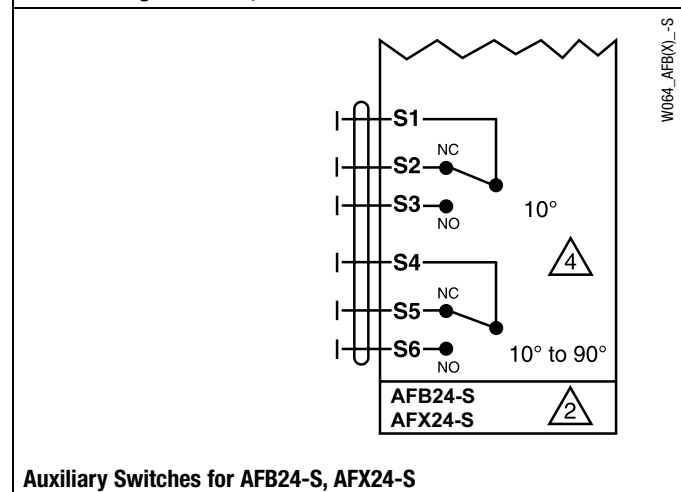 W064_AFB(X)_-S
S1
NC
S2
S3
NO
10°
S4
4
NC
S5
S6
NO
10° to 90°
AFB24-S
AFX24-S
2
Auxiliary Switches for AFB24-S, AFX24-S